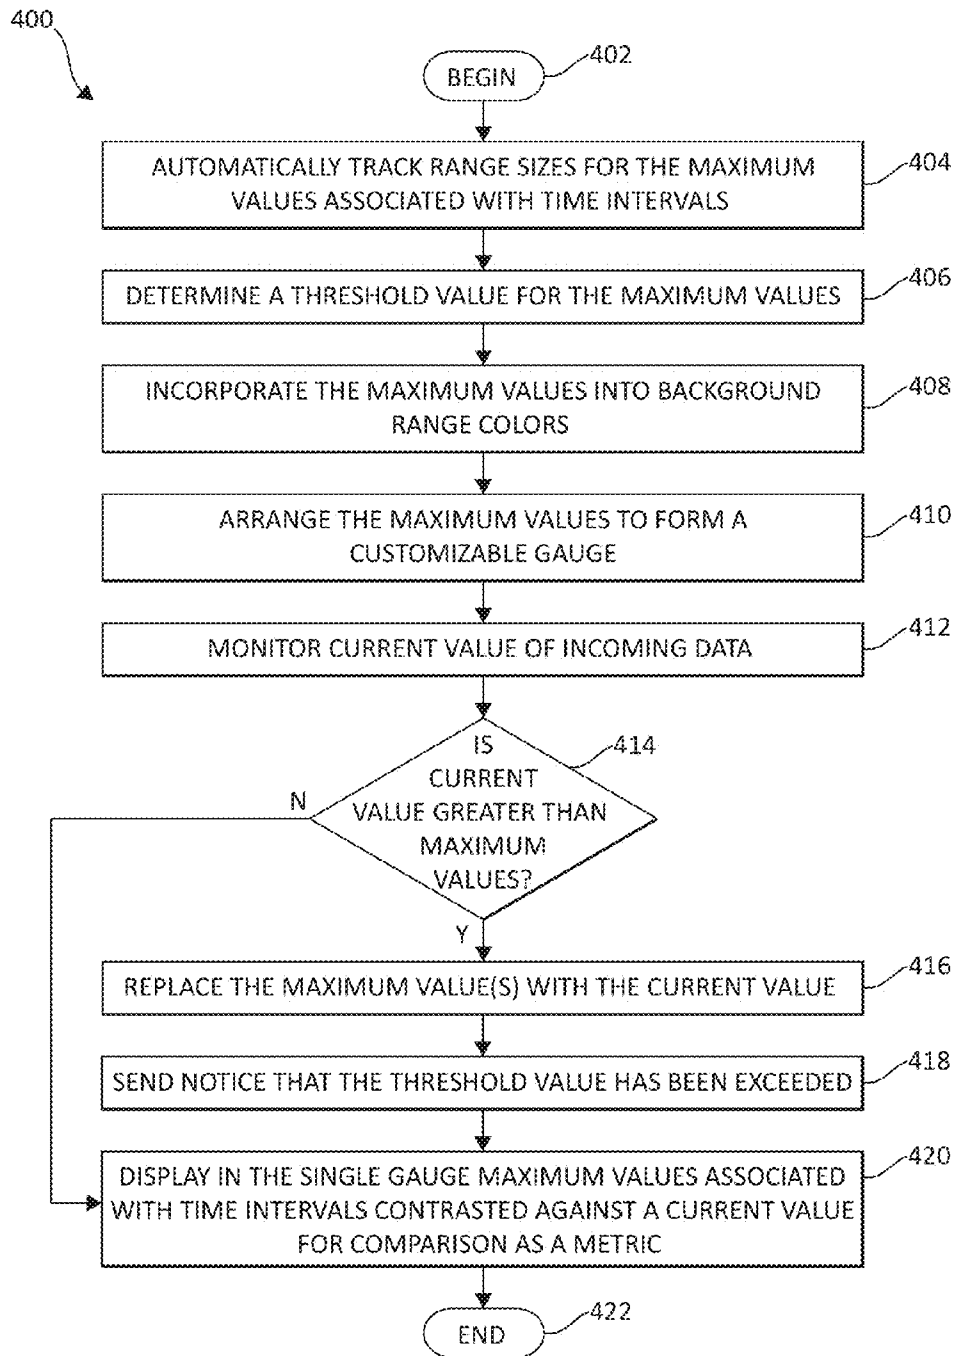 400
BEGIN
402
AUTOMATICALLY TRACK RANGE SIZES FOR THE MAXIMUM
VALUES ASSOCIATED WITH TIME INTERVALS
404
DETERMINE A THRESHOLD VALUE FOR THE MAXIMUM VALUES
406
INCORPORATE THE MAXIMUM VALUES INTO BACKGROUND
RANGE COLORS
408
ARRANGE THE MAXIMUM VALUES TO FORM A
CUSTOMIZABLE GAUGE
410
MONITOR CURRENT VALUE OF INCOMING DATA
412
IS
CURRENT
VALUE GREATER THAN
MAXIMUM
VALUES?
414
N
Y
REPLACE THE MAXIMUM VALUE(S) WITH THE CURRENT VALUE
416
SEND NOTICE THAT THE THRESHOLD VALUE HAS BEEN EXCEEDED
418
DISPLAY IN THE SINGLE GAUGE MAXIMUM VALUES ASSOCIATED
WITH TIME INTERVALS CONTRASTED AGAINST A CURRENT VALUE
FOR COMPARISON AS A METRIC
420
END
422